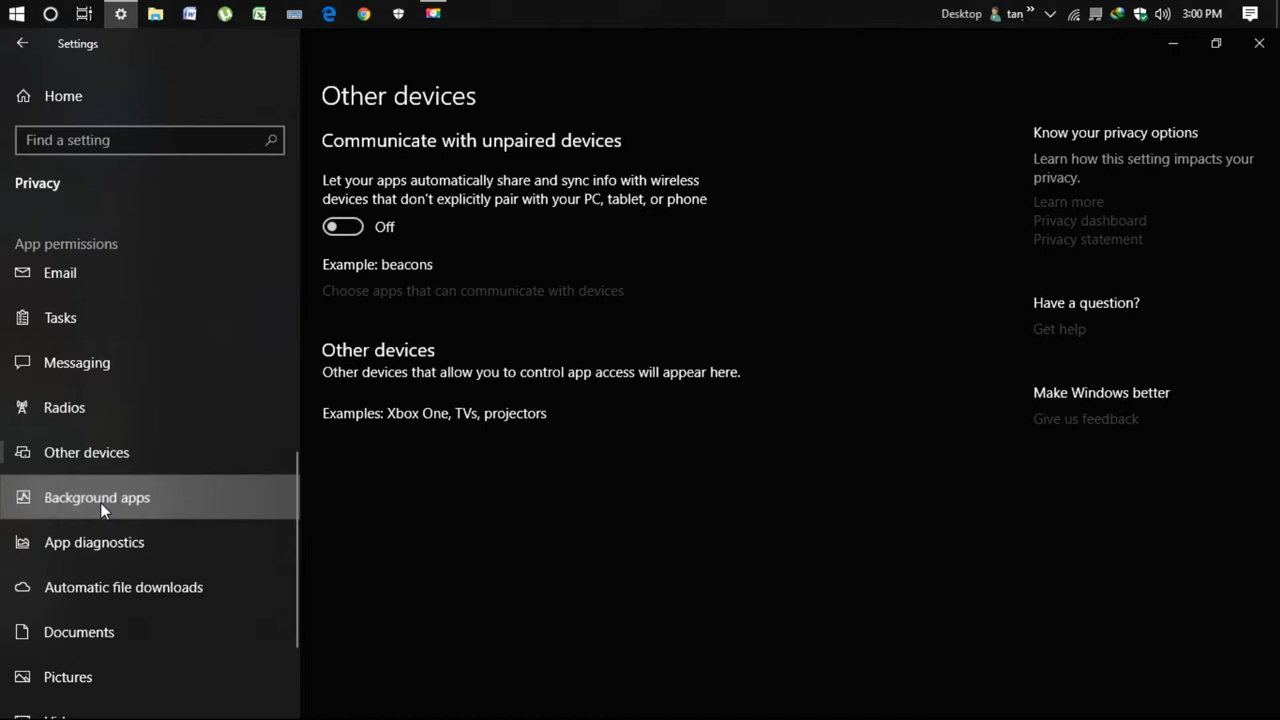 Desktop tan » 3:00 PM
Settings
Home
Find a setting
Privacy
App permissions
Email
Tasks
Messaging
Radios
Other devices
Background apps
App diagnostics
Automatic file downloads
Documents
Pictures
Other devices
Communicate with unpaired devices
Let your apps automatically share and sync info with wireless
devices that don't explicitly pair with your PC, tablet, or phone
Off
Example: beacons
Choose apps that can communicate with devices
Other devices
Other devices that allow you to control app access will appear here.
Examples: Xbox One, TVs, projectors
Know your privacy options
Learn how this setting impacts your
privacy.
Learn more
Privacy dashboard
Privacy statement
Have a question?
Get help
Make Windows better
Give us feedback